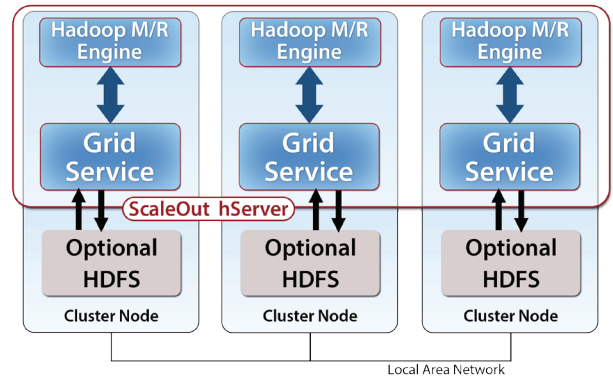 Hadoop M/R
Engine
Hadoop M/R
Engine
Hadoop M/R
Engine
Grid
Service
Grid
Service
Grid
Service
ScaleOut hServer
Optional
HDFS
Optional
HDFS
Optional
HDFS
Cluster Node
Cluster Node
Cluster Node
Local Area Network